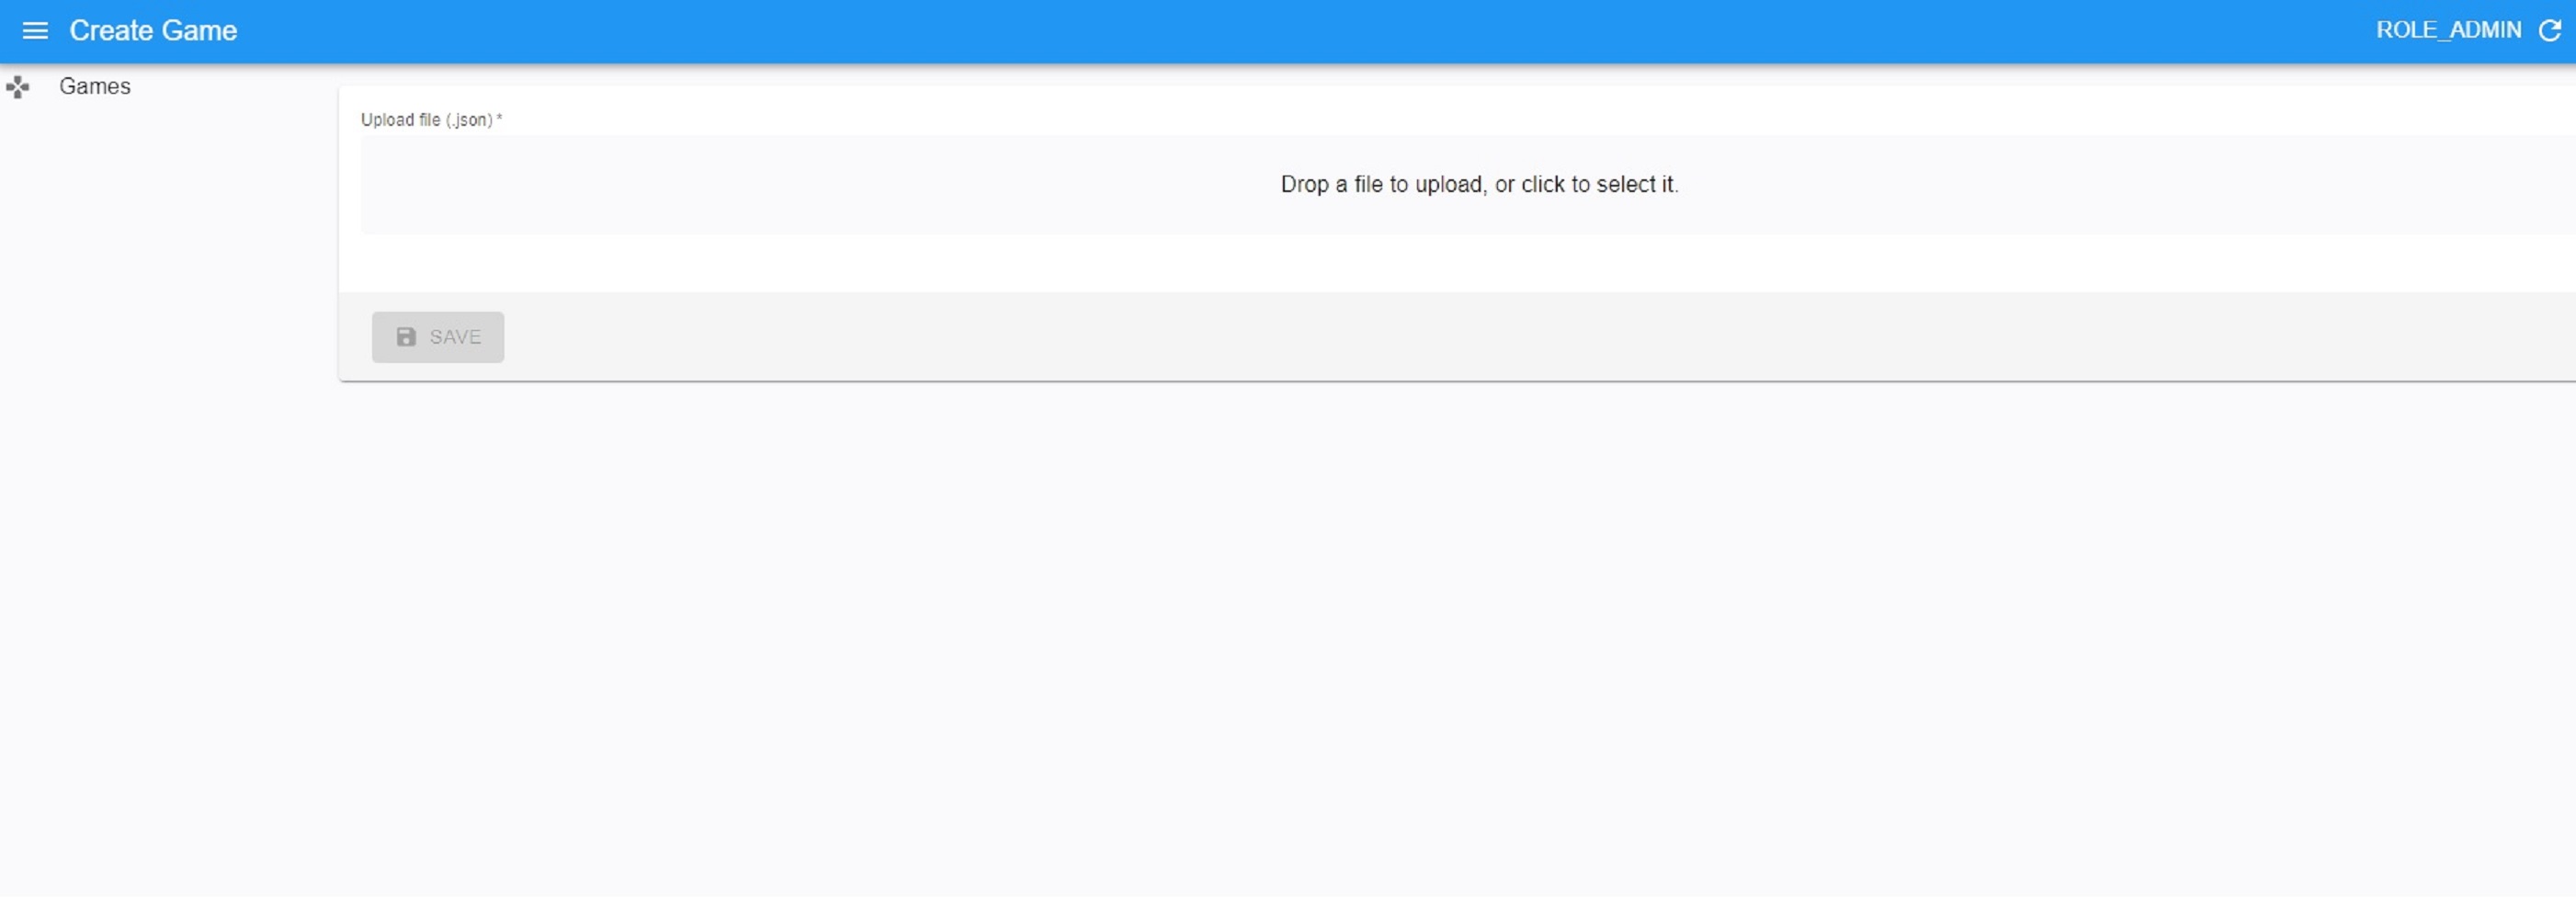 Create Game
ROLE_ADMIN
Games
Upload file (.json) *
Drop a file to upload, or click to select it.
SAVE